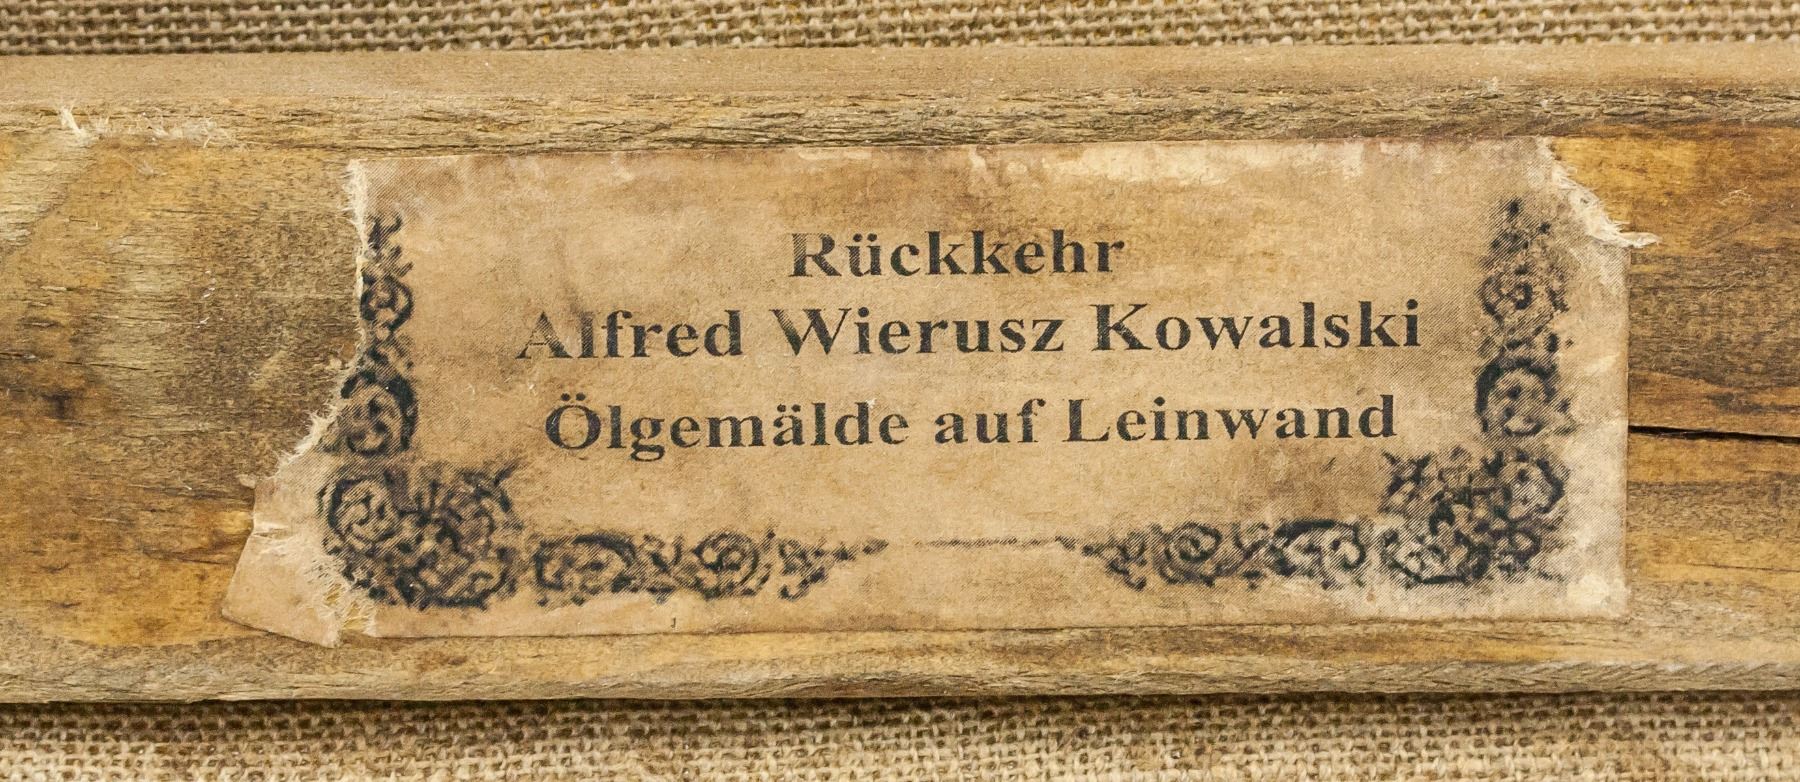 Rückkehr
Alfred Wierusz Kowalski
Ölgemälde auf Leinwand